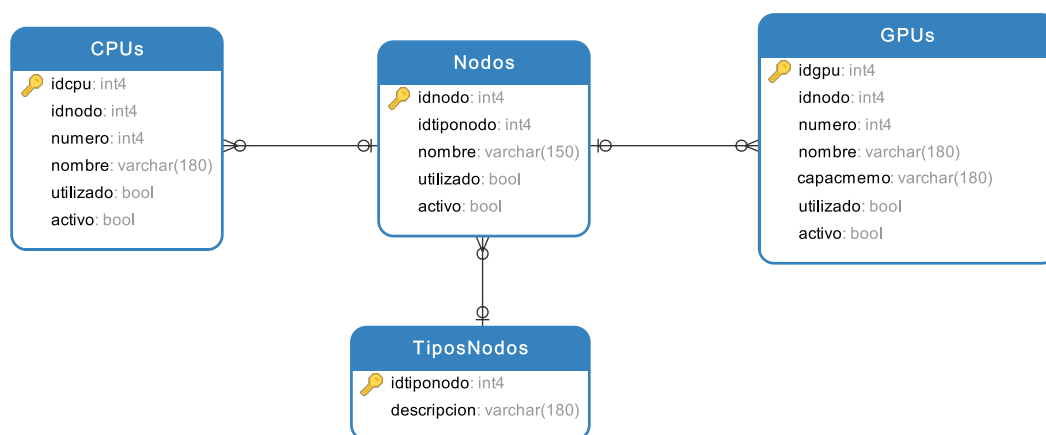 CPUs
idcpu: int4
idnodo: int4
numero: int4
nombre: varchar(180)
utilizado: bool
activo: bool
Nodos
idnodo: int4
idtiponodo: int4
nombre: varchar(150)
utilizado: bool
activo: bool
GPUs
idgpu: int4
idnodo: int4
numero: int4
nombre: varchar(180)
capacmemo: varchar(180)
utilizado: bool
activo: bool
TiposNodos
idtiponodo: int4
descripcion: varchar(180)